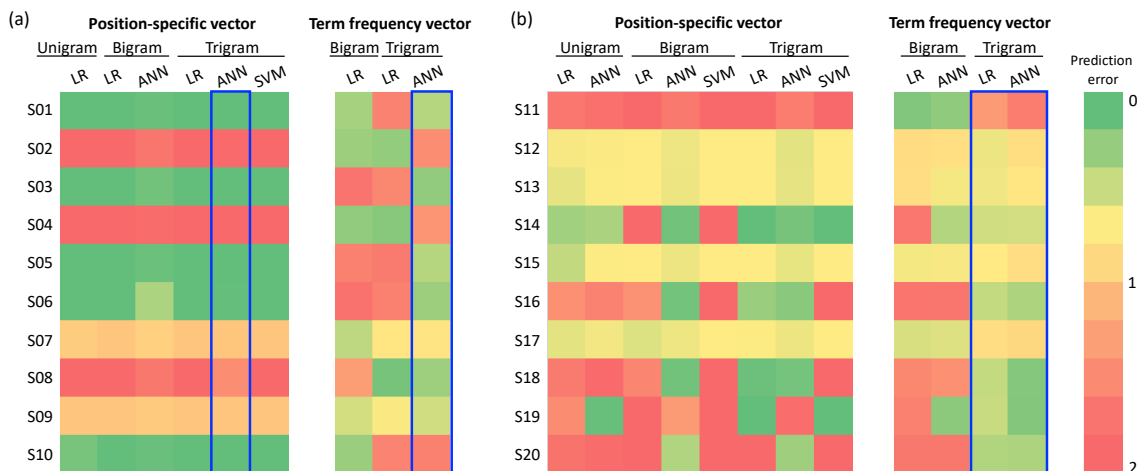 (a)
Position-specific vector
Term frequency vector
Unigram Bigram Trigram
Bigram Trigram
LR LR ANN LR ANN SVM
LR LR ANN
S01
S02
S03
S04
S05
S06
S07
S08
S09
S10
(b)
Position-specific vector
Term frequency vector
Unigram Bigram Trigram
Bigram Trigram
LR ANN LR ANN SVM LR ANN SVM
LR ANN LR ANN
S11
S12
S13
S14
S15
S16
S17
S18
S19
S20
Prediction
error
0
1
2